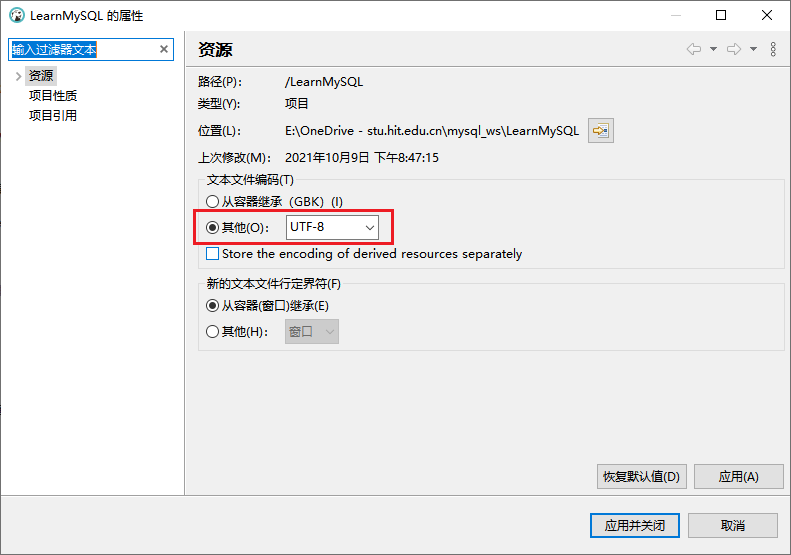 LearnMySQL 的属性
输入过滤器文本
资源
项目性质
项目引用
资源
路径(P): /LearnMySQL
类型(Y): 项目
位置(L): E:\OneDrive - stu.hit.edu.cn\mysql_ws\LearnMySQL
上次修改(M): 2021年10月9日 下午8:47:15
文本文件编码(T)
从容器继承（GBK）(I)
其他(O): UTF-8
Store the encoding of derived resources separately
新的文本文件行定界符(F)
从容器(窗口)继承(E)
其他(H): 窗口
恢复默认值(D) 应用(A)
应用并关闭 取消